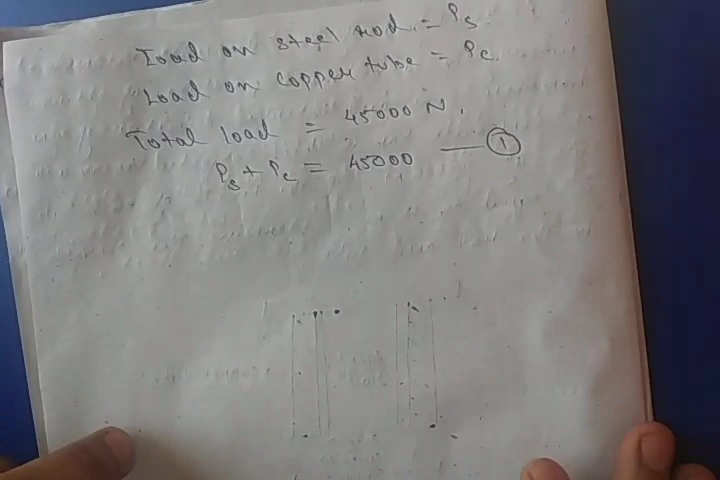 Load on steel rod = Ps.
Load on copper tube = Pc.
Total load = 45000 N.
Ps + Pc = 45000 — ①